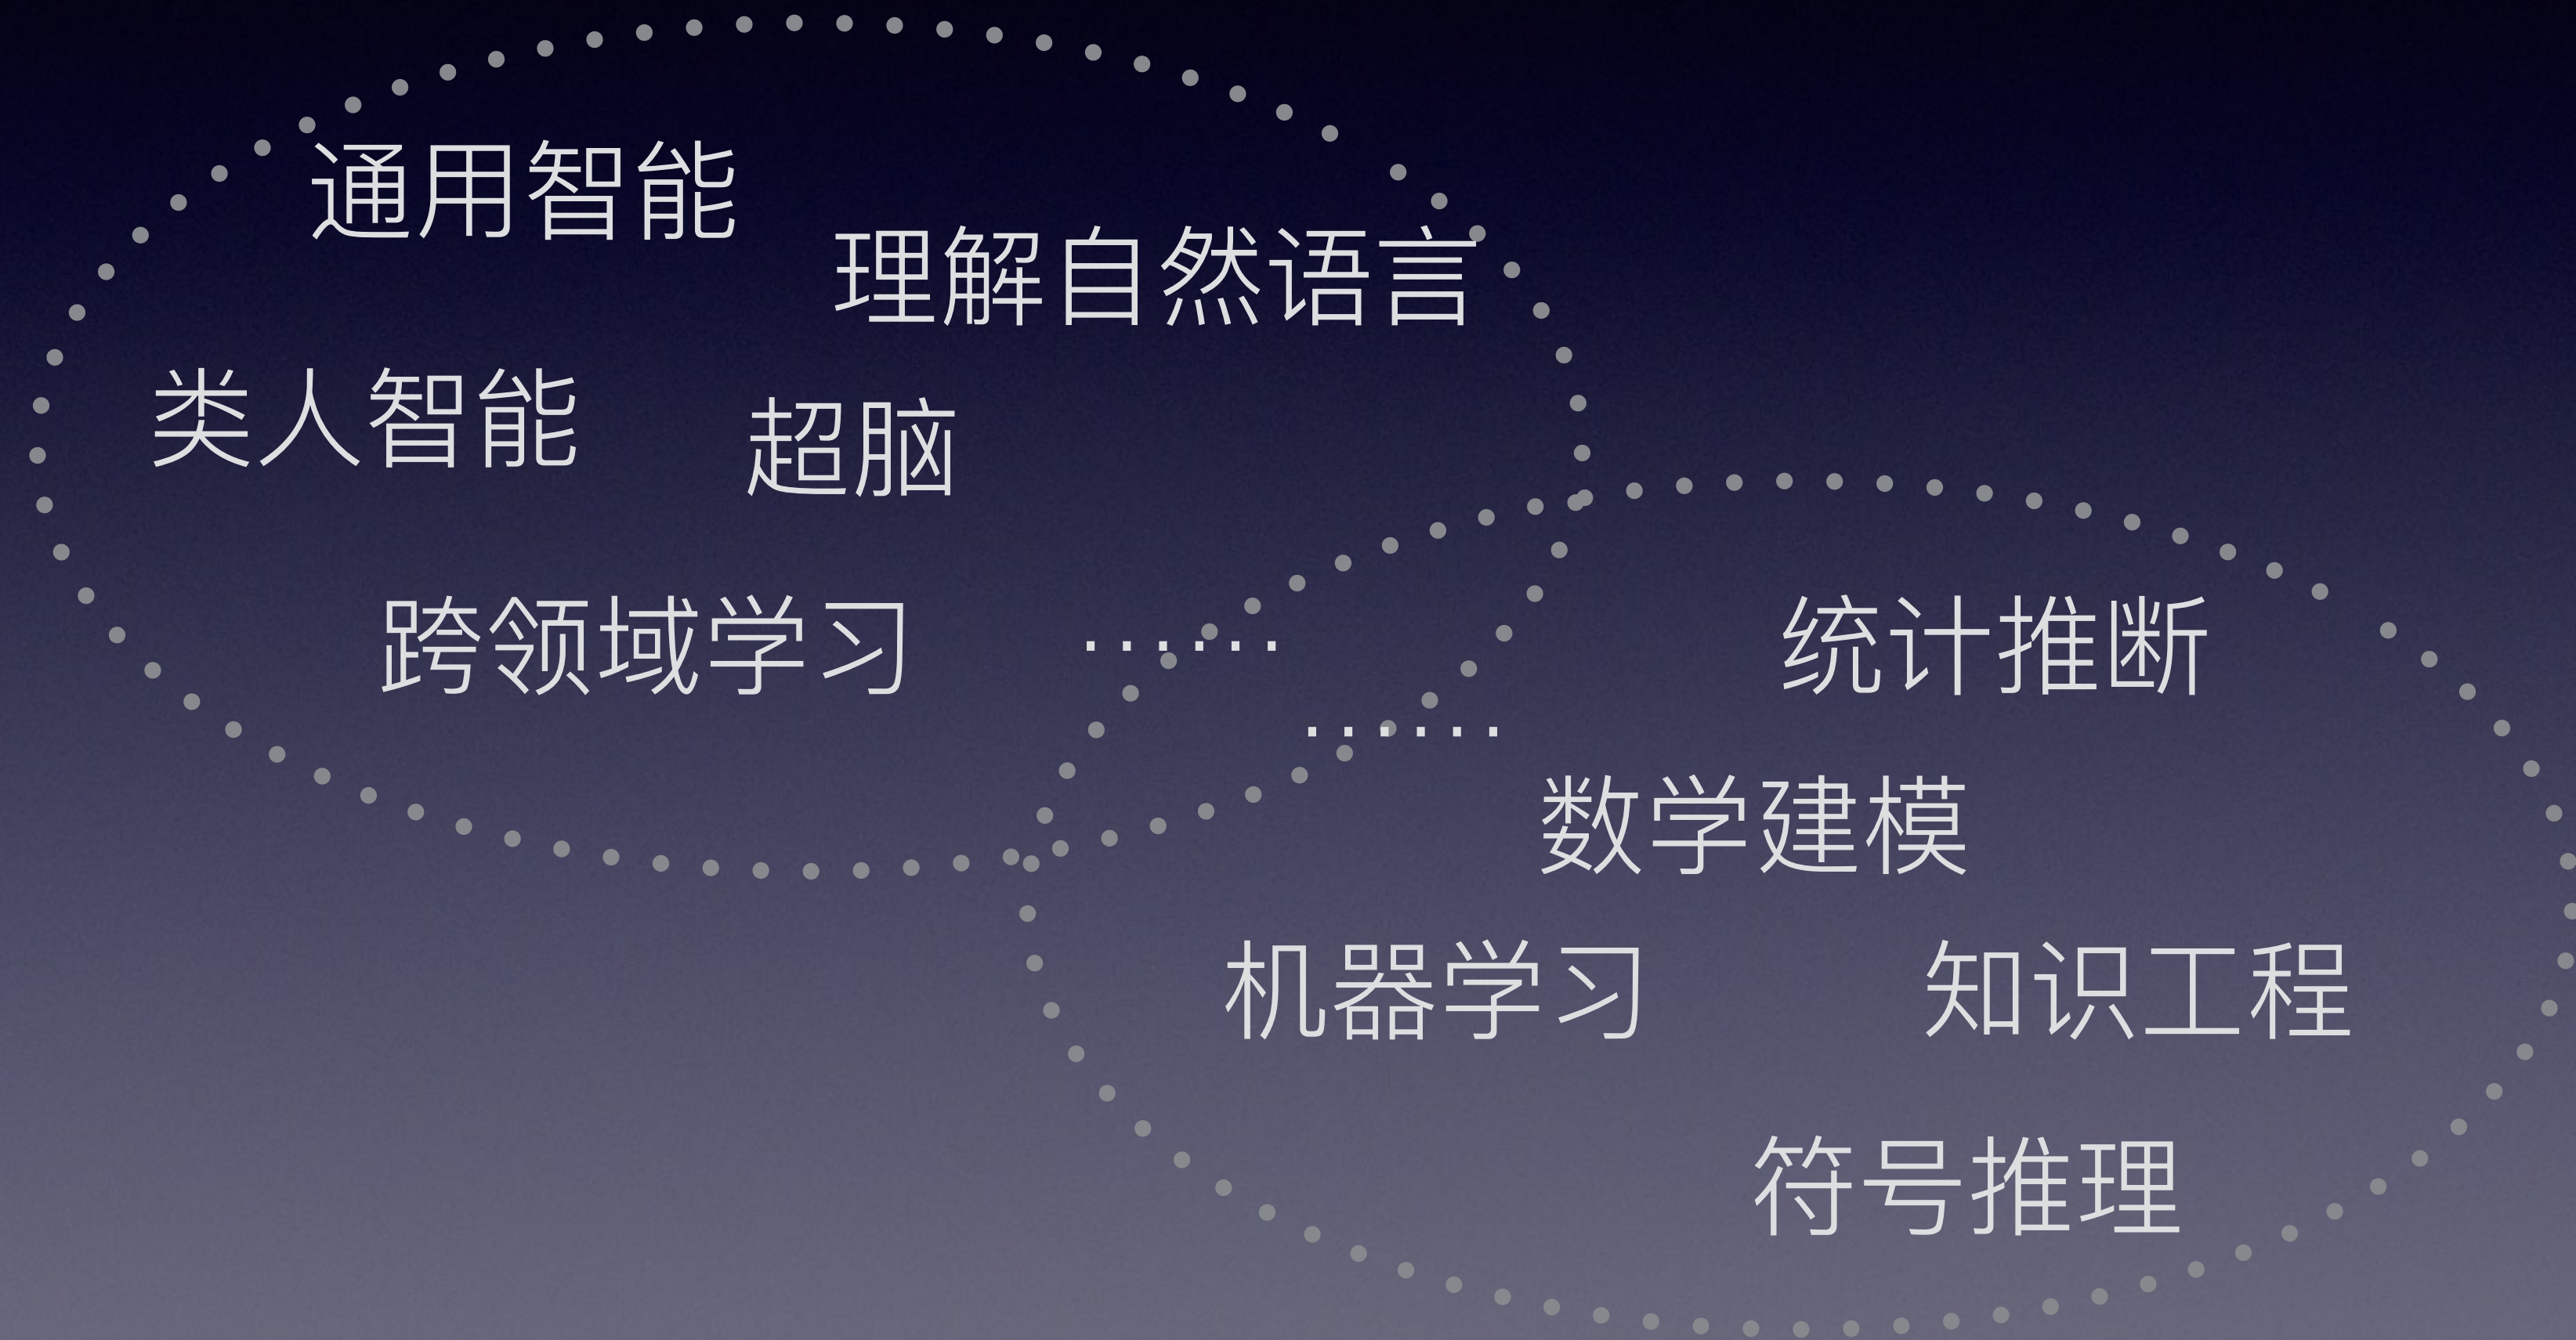 通用智能
理解自然语言
类人智能
超脑
跨领域学习
······
统计推断
······
数学建模
机器学习
知识工程
符号推理